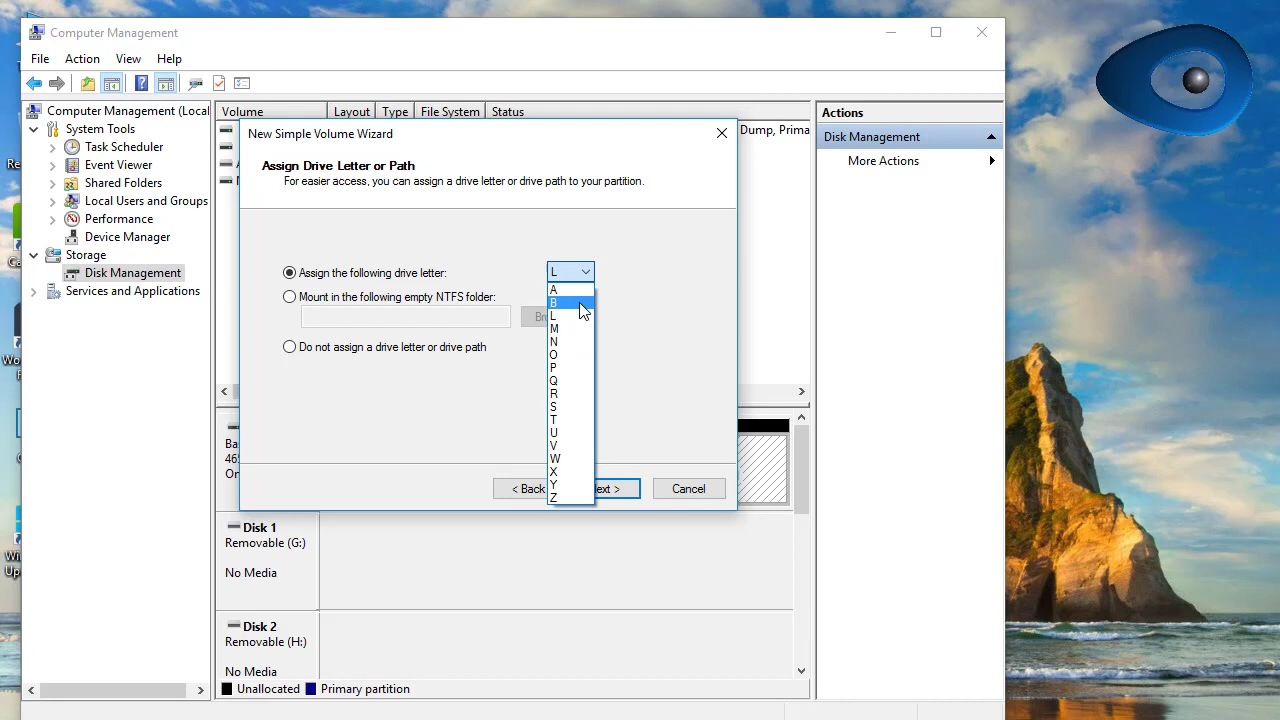 Computer Management
File Action View Help
Computer Management (Local
System Tools
Task Scheduler
Event Viewer
Shared Folders
Local Users and Groups
Performance
Device Manager
Storage
Disk Management
Services and Applications
Volume Layout Type File System Status
Dump, Prima
New Simple Volume Wizard
Assign Drive Letter or Path
For easier access, you can assign a drive letter or drive path to your partition.
Assign the following drive letter: L
Mount in the following empty NTFS folder:
Do not assign a drive letter or drive path
A
B
L
M
N
O
P
Q
R
S
T
U
V
W
X
Y
Z
< Back
ext >
Cancel
Ba
465
On
Disk 1
Removable (G:)
No Media
Disk 2
Removable (H:)
No Media
Unallocated Primary partition
Actions
Disk Management
More Actions